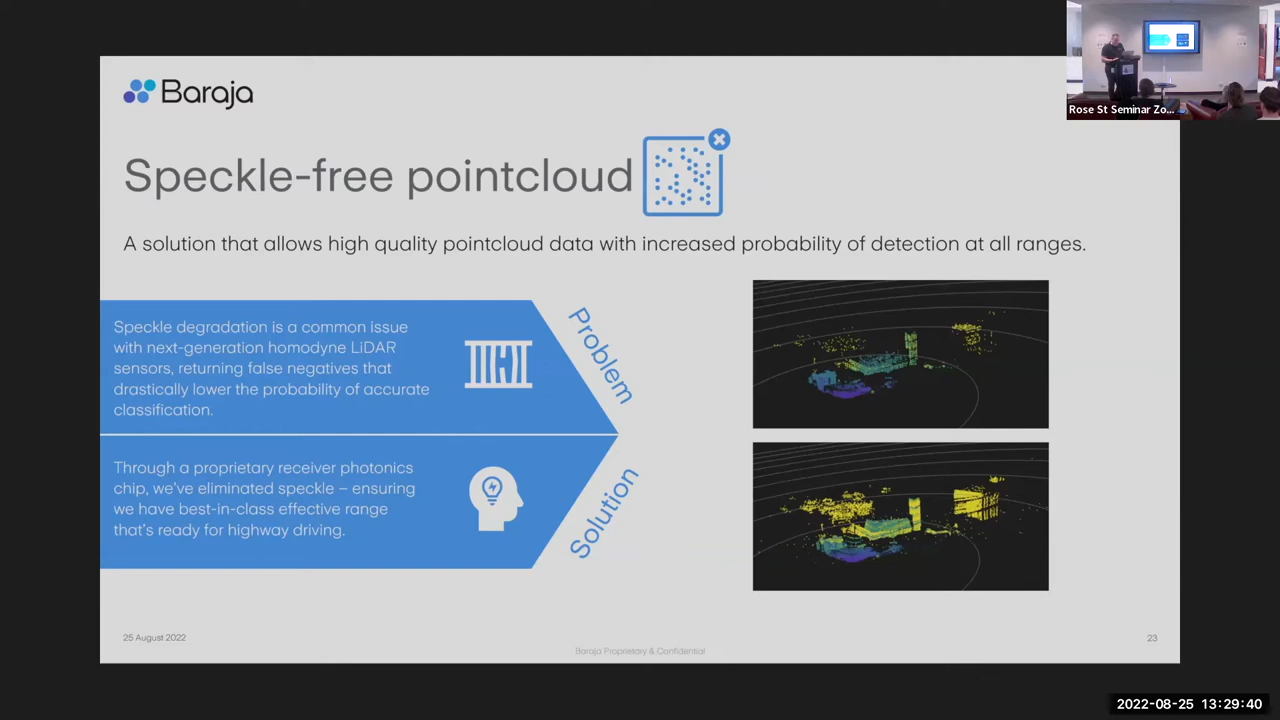 Baraja
Rose St Seminar Zo...
Speckle-free pointcloud
A solution that allows high quality pointcloud data with increased probability of detection at all ranges.
Speckle degradation is a common issue
with next-generation homodyne LiDAR
sensors, returning false negatives that
drastically lower the probability of accurate
classification.
Problem
Through a proprietary receiver photonics
chip, we've eliminated speckle – ensuring
we have best-in-class effective range
that's ready for highway driving.
Solution
25 August 2022
23
Baraja Proprietary & Confidential
2022-08-25 13:29:40